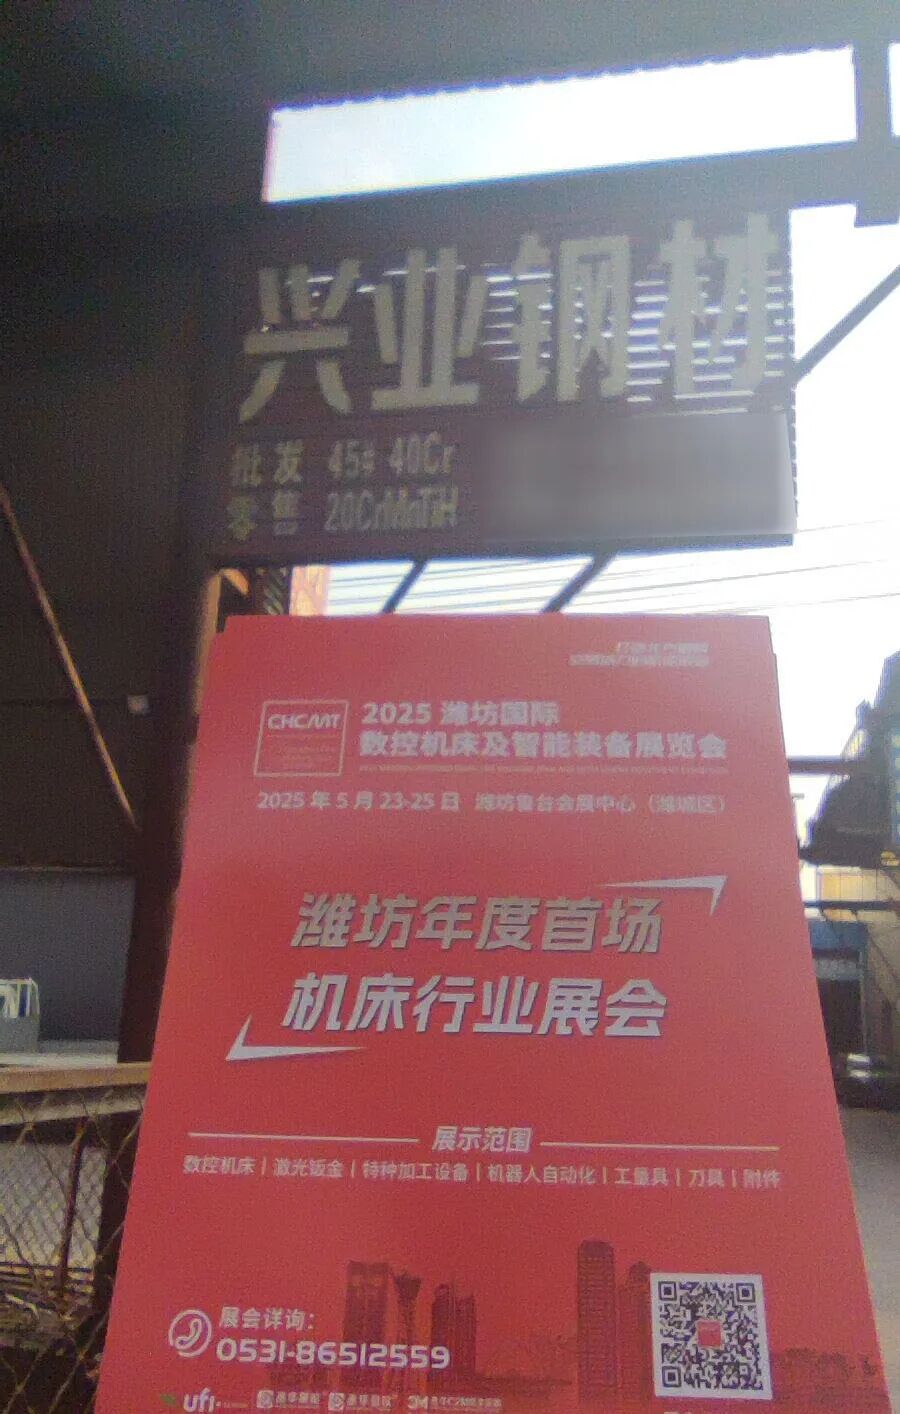 兴业钢材
批发 45# 40Cr
零售 20CrMnTiH
CHCMT
2025 潍坊国际
数控机床及智能装备展览会
2025 年 5 月 23-25 日 潍坊鲁台会展中心（潍城区）
潍坊年度首场
机床行业展会
展示范围
数控机床 | 激光钣金 | 特种加工设备 | 机器人自动化 | 工量具 | 刀具 | 附件
展会详询：
0531-86512559
ufi